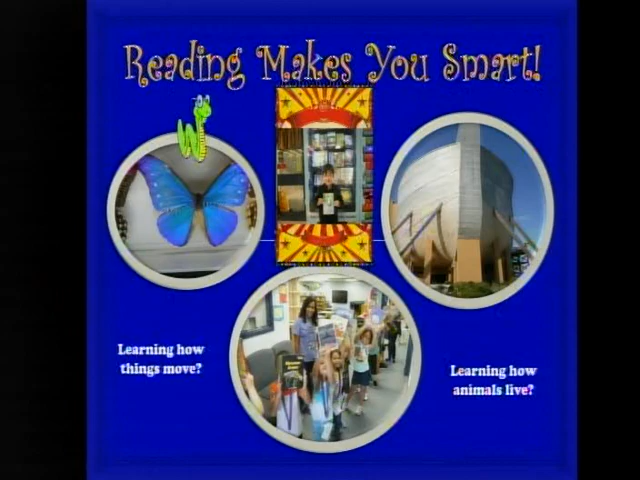 Reading Makes You Smart!
Learning how
things move?
Learning how
animals live?